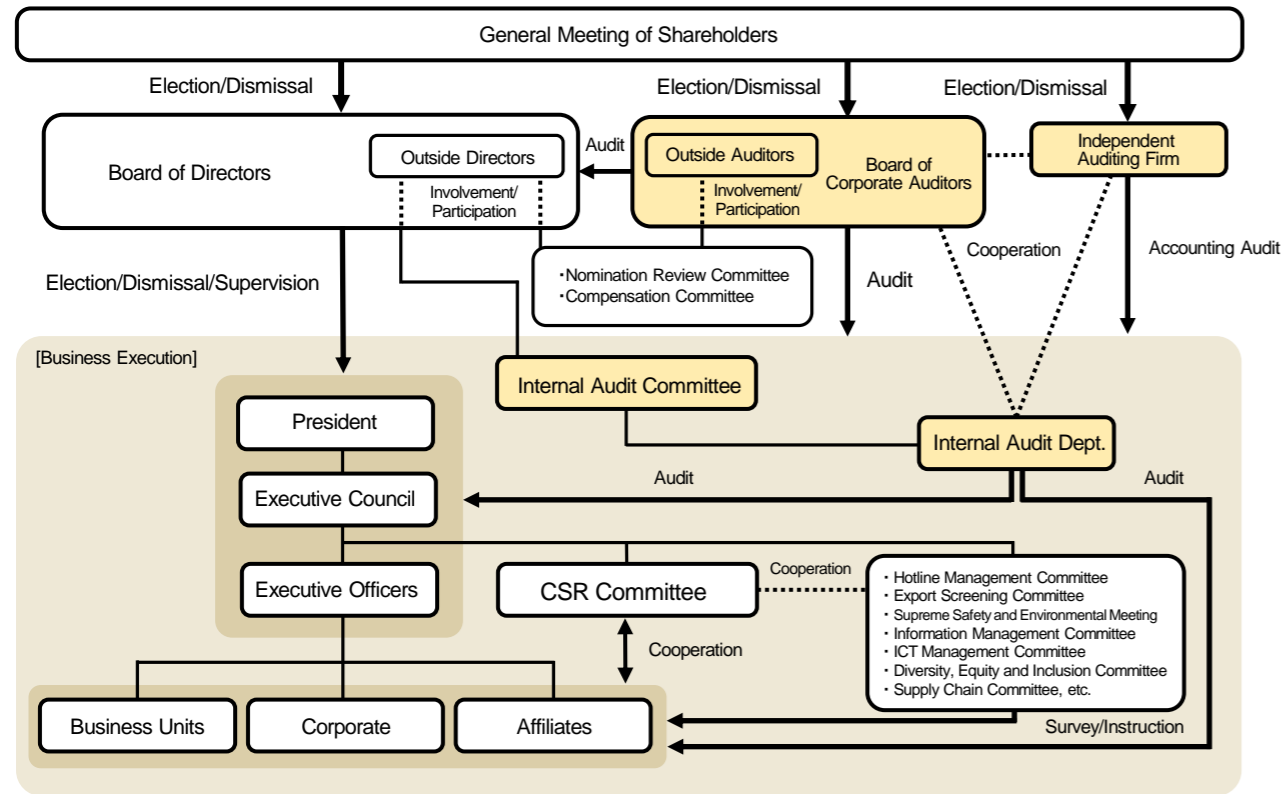 General Meeting of Shareholders
Election/Dismissal
Election/Dismissal
Election/Dismissal
Board of Directors
Outside Directors
Involvement/
Participation
Audit
Outside Auditors
Involvement/
Participation
Board of
Corporate Auditors
Independent
Auditing Firm
Cooperation
Accounting Audit
Election/Dismissal/Supervision
・Nomination Review Committee
・Compensation Committee
Audit
[Business Execution]
Internal Audit Committee
President
Internal Audit Dept.
Executive Council
Audit
Audit
Executive Officers
CSR Committee
Cooperation
・Hotline Management Committee
・Export Screening Committee
・Supreme Safety and Environmental Meeting
・Information Management Committee
・ICT Management Committee
・Diversity, Equity and Inclusion Committee
・Supply Chain Committee, etc.
Cooperation
Business Units
Corporate
Affiliates
Survey/Instruction